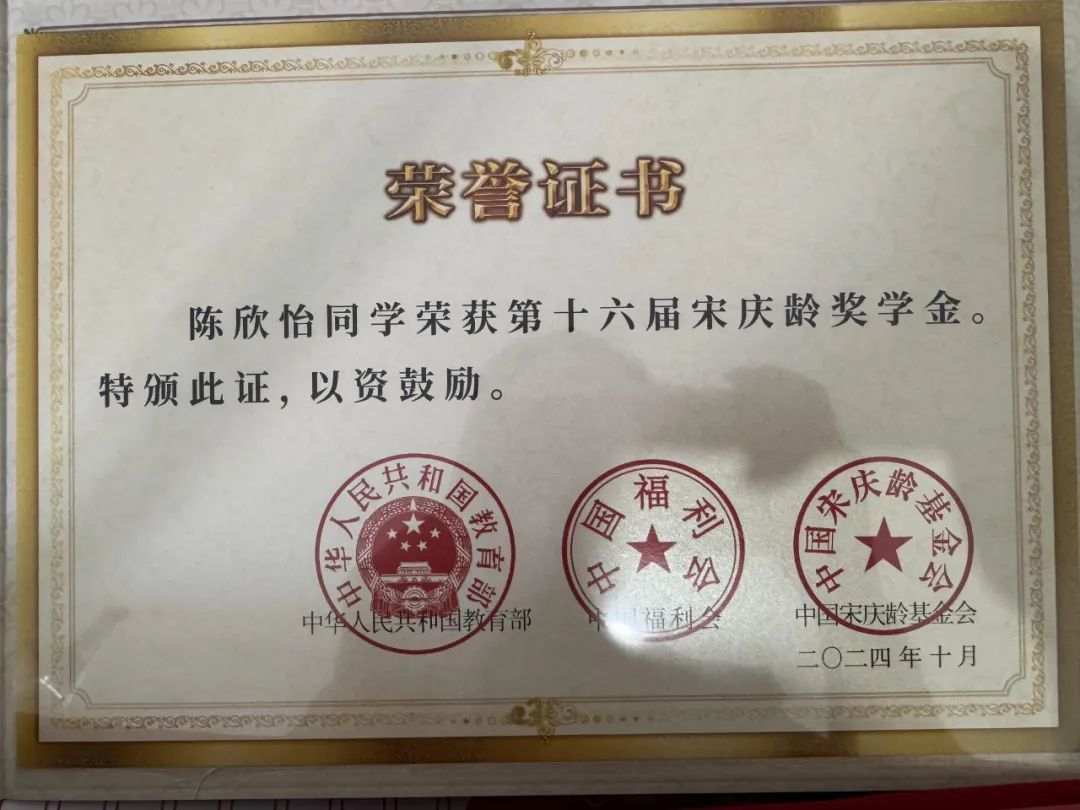 荣誉证书
陈欣怡同学荣获第十六届宋庆龄奖学金。
特颁此证，以资鼓励。
中华人民共和国教育部
中国福利会
中国宋庆龄基金会
中华人民共和国教育部 中国福利会 中国宋庆龄基金会
二〇二四年十月